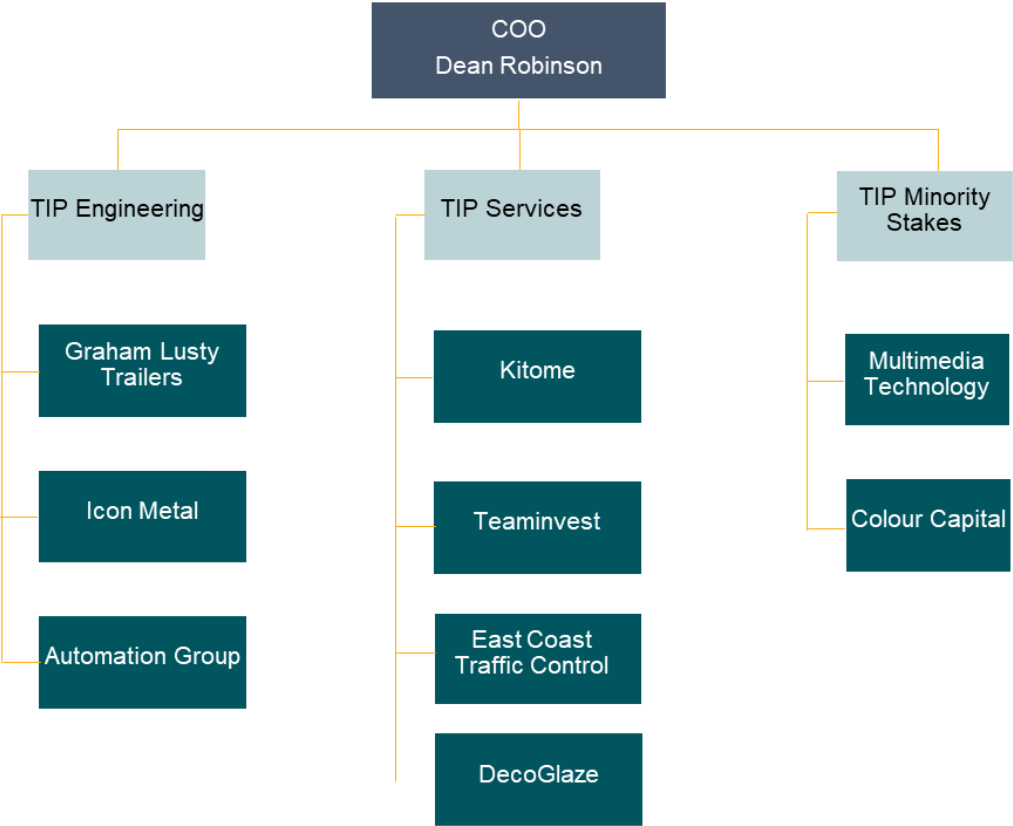 COO
Dean Robinson
TIP Engineering
TIP Services
TIP Minority
Stakes
Graham Lusty
Trailers
Kitome
Multimedia
Technology
Icon Metal
Teaminvest
Colour Capital
Automation Group
East Coast
Traffic Control
DecoGlaze